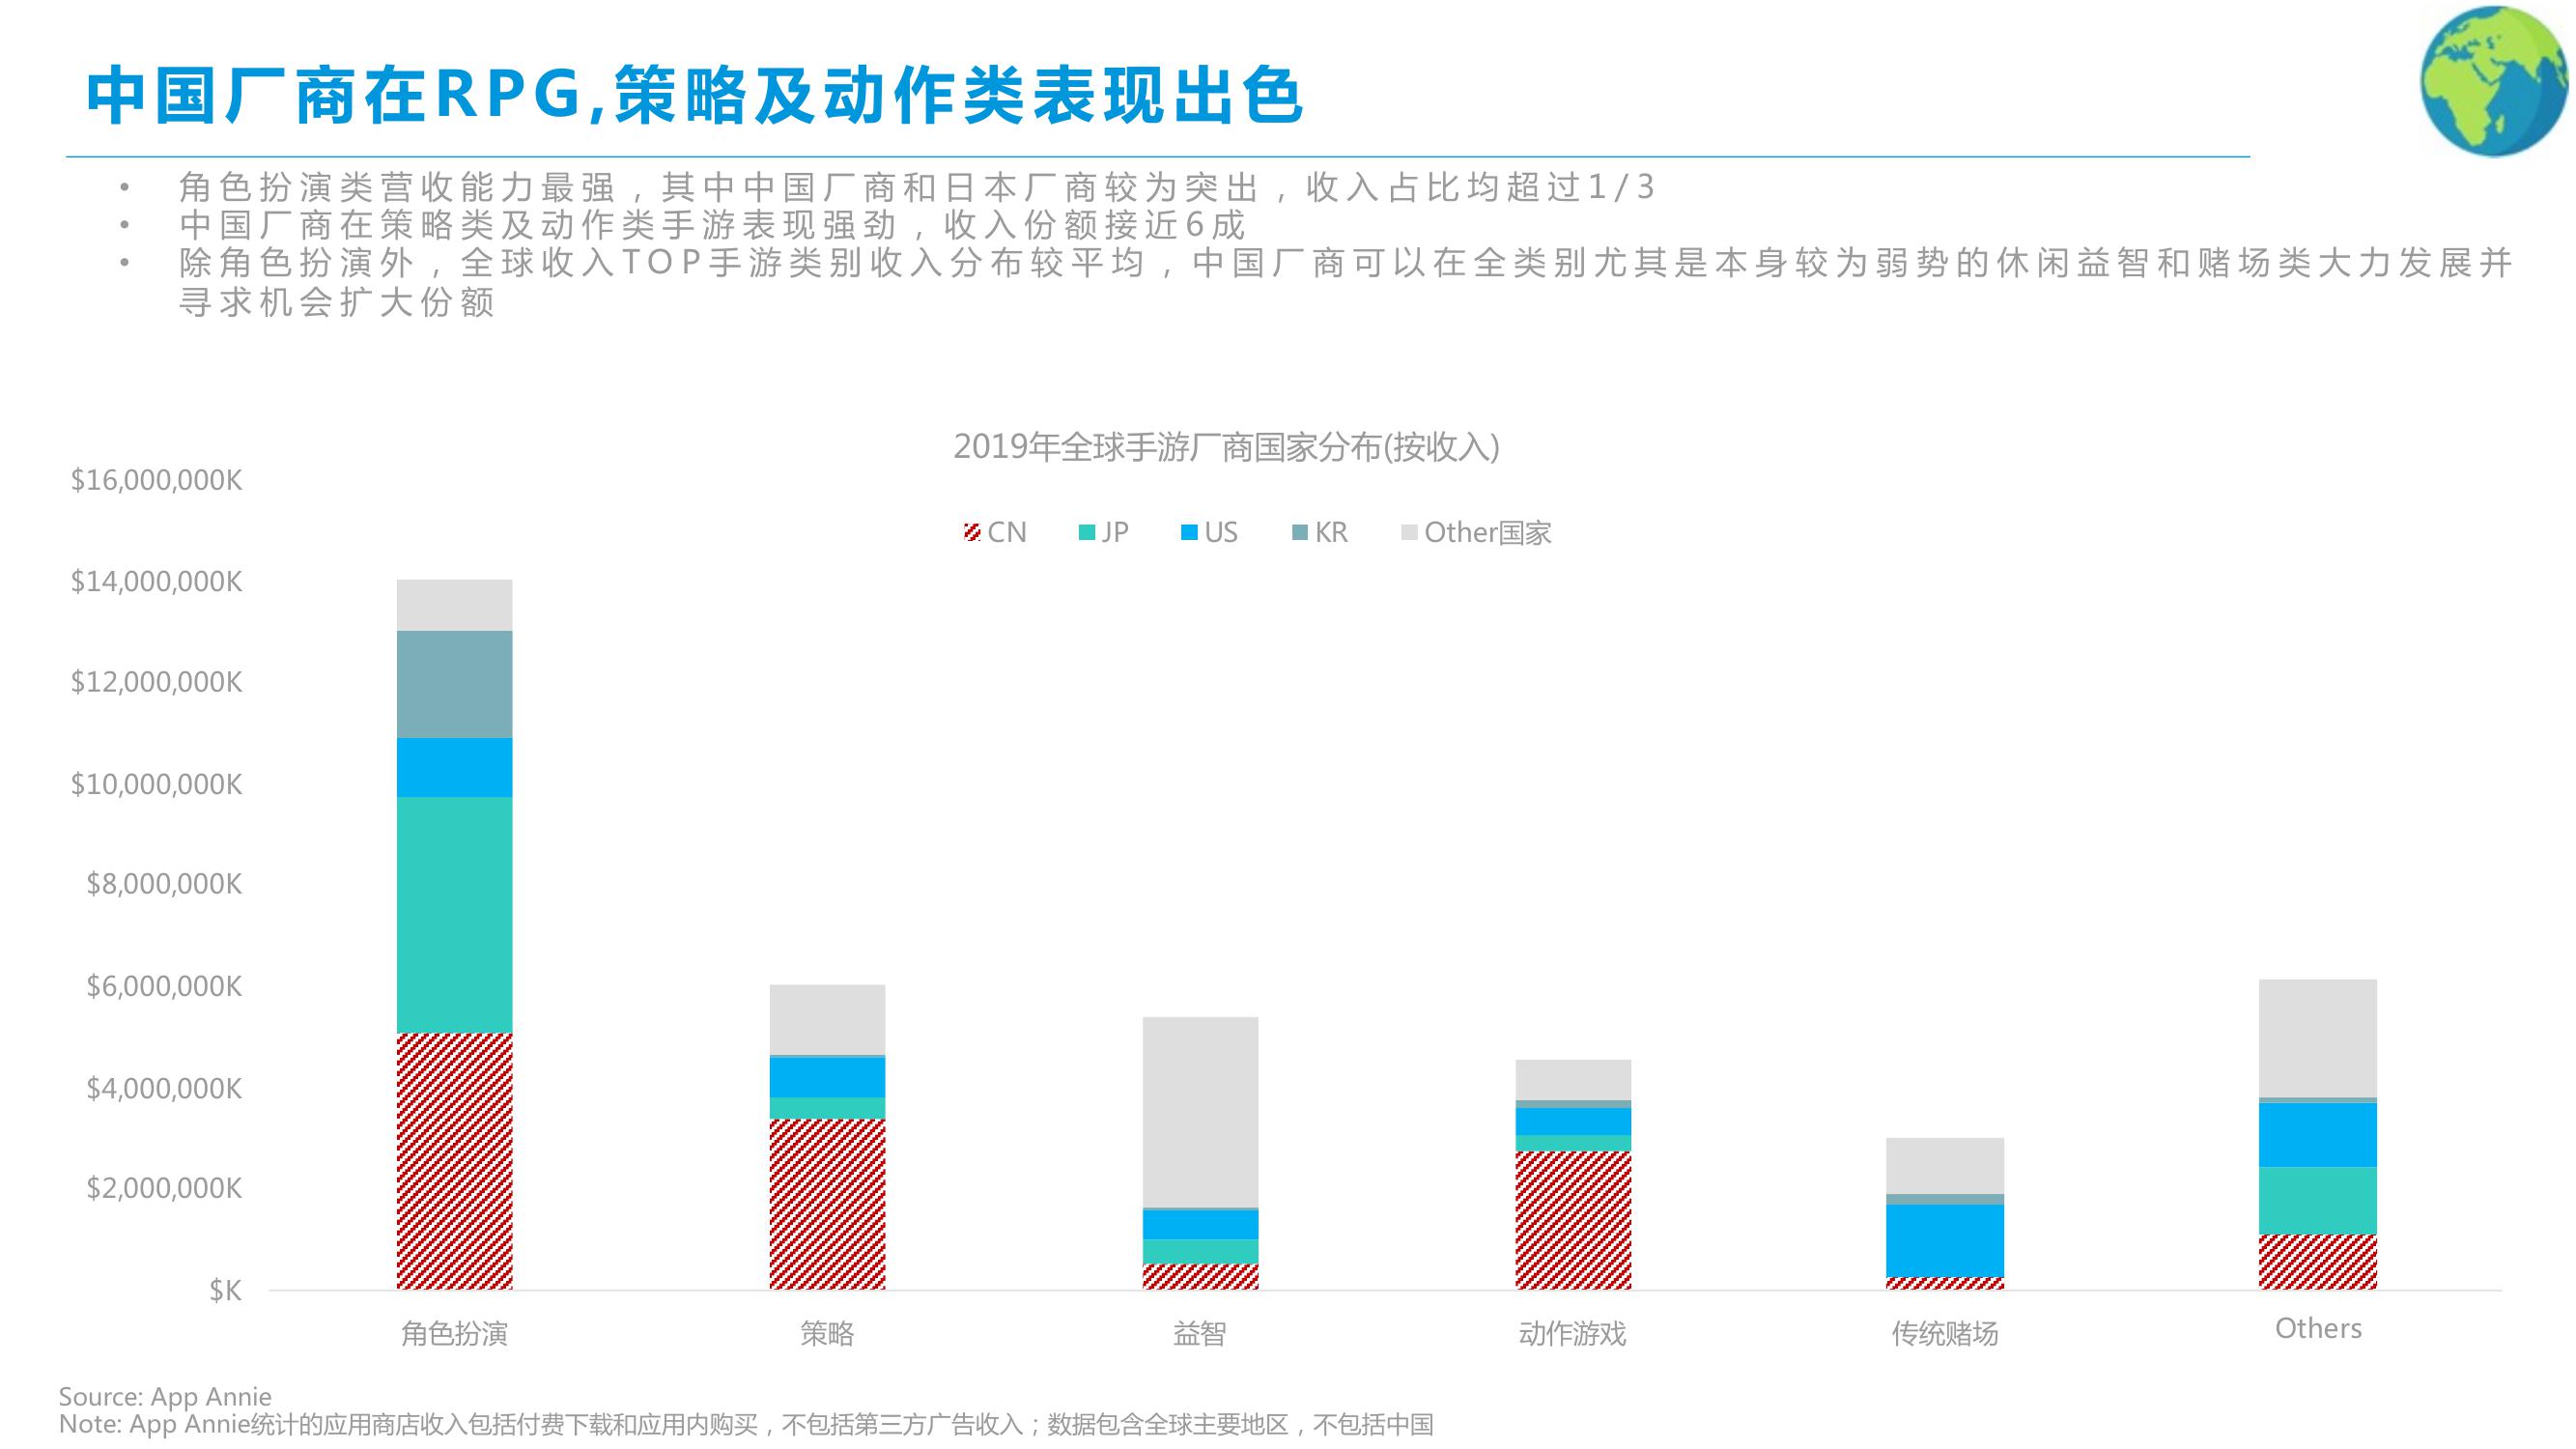 中国厂商在RPG,策略及动作类表现出色
• 角色扮演类营收能力最强，其中中国厂商和日本厂商较为突出，收入占比均超过1/3
• 中国厂商在策略类及动作类手游表现强劲，收入份额接近6成
• 除角色扮演外，全球收入TOP手游类别收入分布较平均，中国厂商可以在全类别尤其是本身较为弱势的休闲益智和赌场类大力发展并
寻求机会扩大份额
2019年全球手游厂商国家分布(按收入)
CN JP US KR Other国家
$16,000,000K
$14,000,000K
$12,000,000K
$10,000,000K
$8,000,000K
$6,000,000K
$4,000,000K
$2,000,000K
$K
角色扮演 策略 益智 动作游戏 传统赌场 Others
Source: App Annie
Note: App Annie统计的应用商店收入包括付费下载和应用内购买，不包括第三方广告收入；数据包含全球主要地区，不包括中国